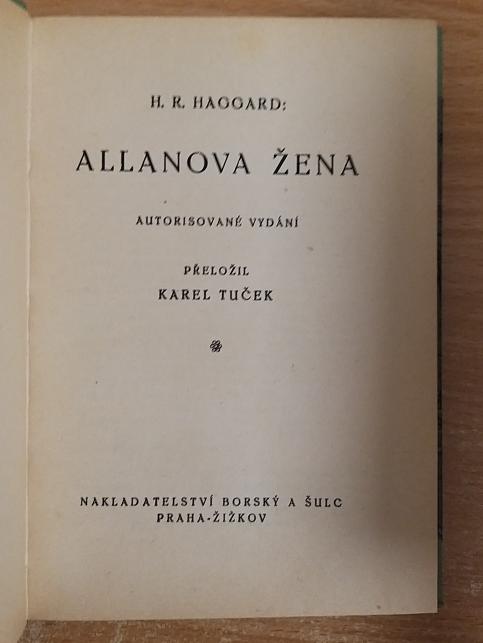 H. R. HAGGARD:
ALLANOVA ŽENA
AUTORISOVANÉ VYDÁNÍ
PŘELOŽIL
KAREL TUČEK
NAKLADATELSTVÍ BORSKÝ A ŠULC
PRAHA-ŽIŽKOV